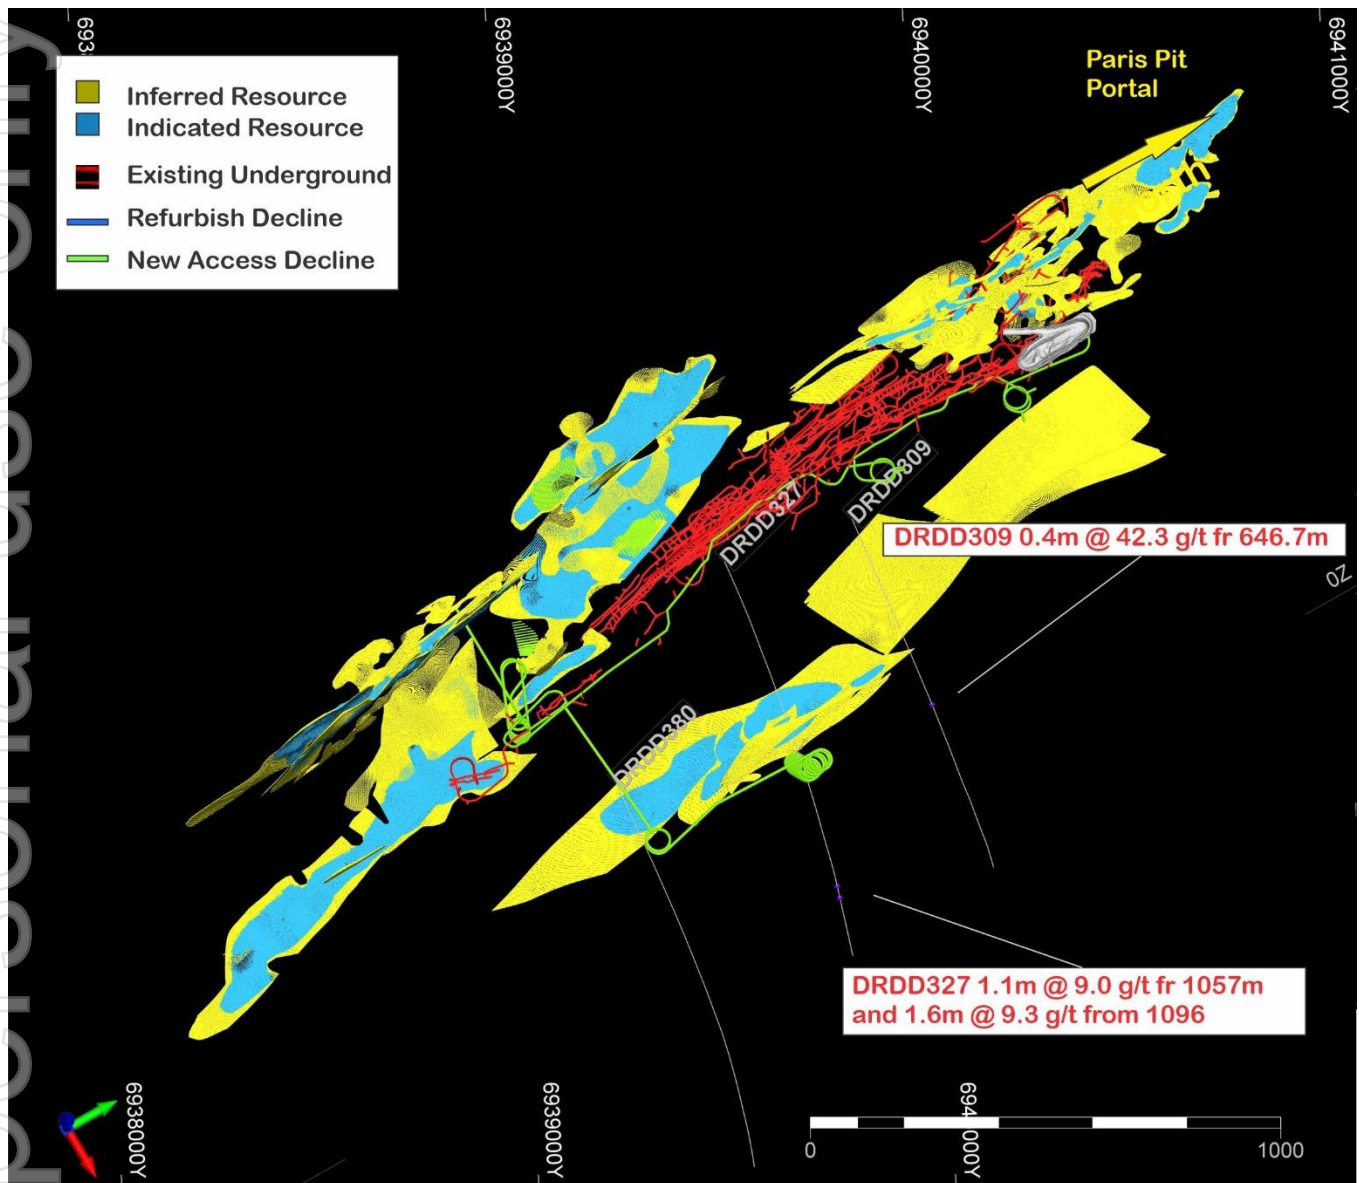 6939000Y
6940000Y
6941000Y
Paris Pit
Portal
Inferred Resource
Indicated Resource
Existing Underground
Refurbish Decline
New Access Decline
North
DRDD309
DRDD327
DRDD309 0.4m @ 42.3 g/t fr 646.7m
0Z
DRDD380
DRDD327 1.1m @ 9.0 g/t fr 1057m
and 1.6m @ 9.3 g/t from 1096
6938000Y
6939000Y
0
1000